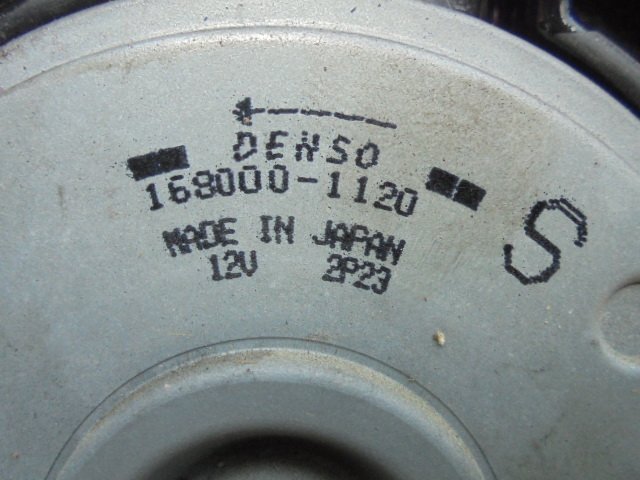 DENSO
168000-1120
MADE IN JAPAN
12V 2P23
S